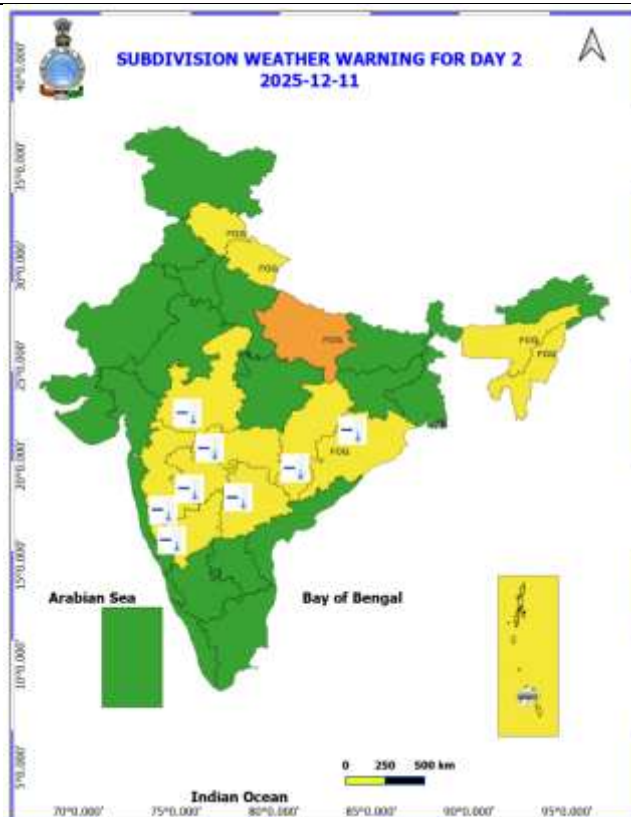 SUBDIVISION WEATHER WARNING FOR DAY 2
2025-12-11
40°0.000'
35°0.000'
30°0.000'
25°0.000'
20°0.000'
15°0.000'
10°0.000'
5°0.000'
FOG
FOG
FOG
FOG
FOG
FOG
Arabian Sea
Bay of Bengal
0 250 500 km
Indian Ocean
70°0.000' 75°0.000' 80°0.000' 85°0.000' 90°0.000' 95°0.000'